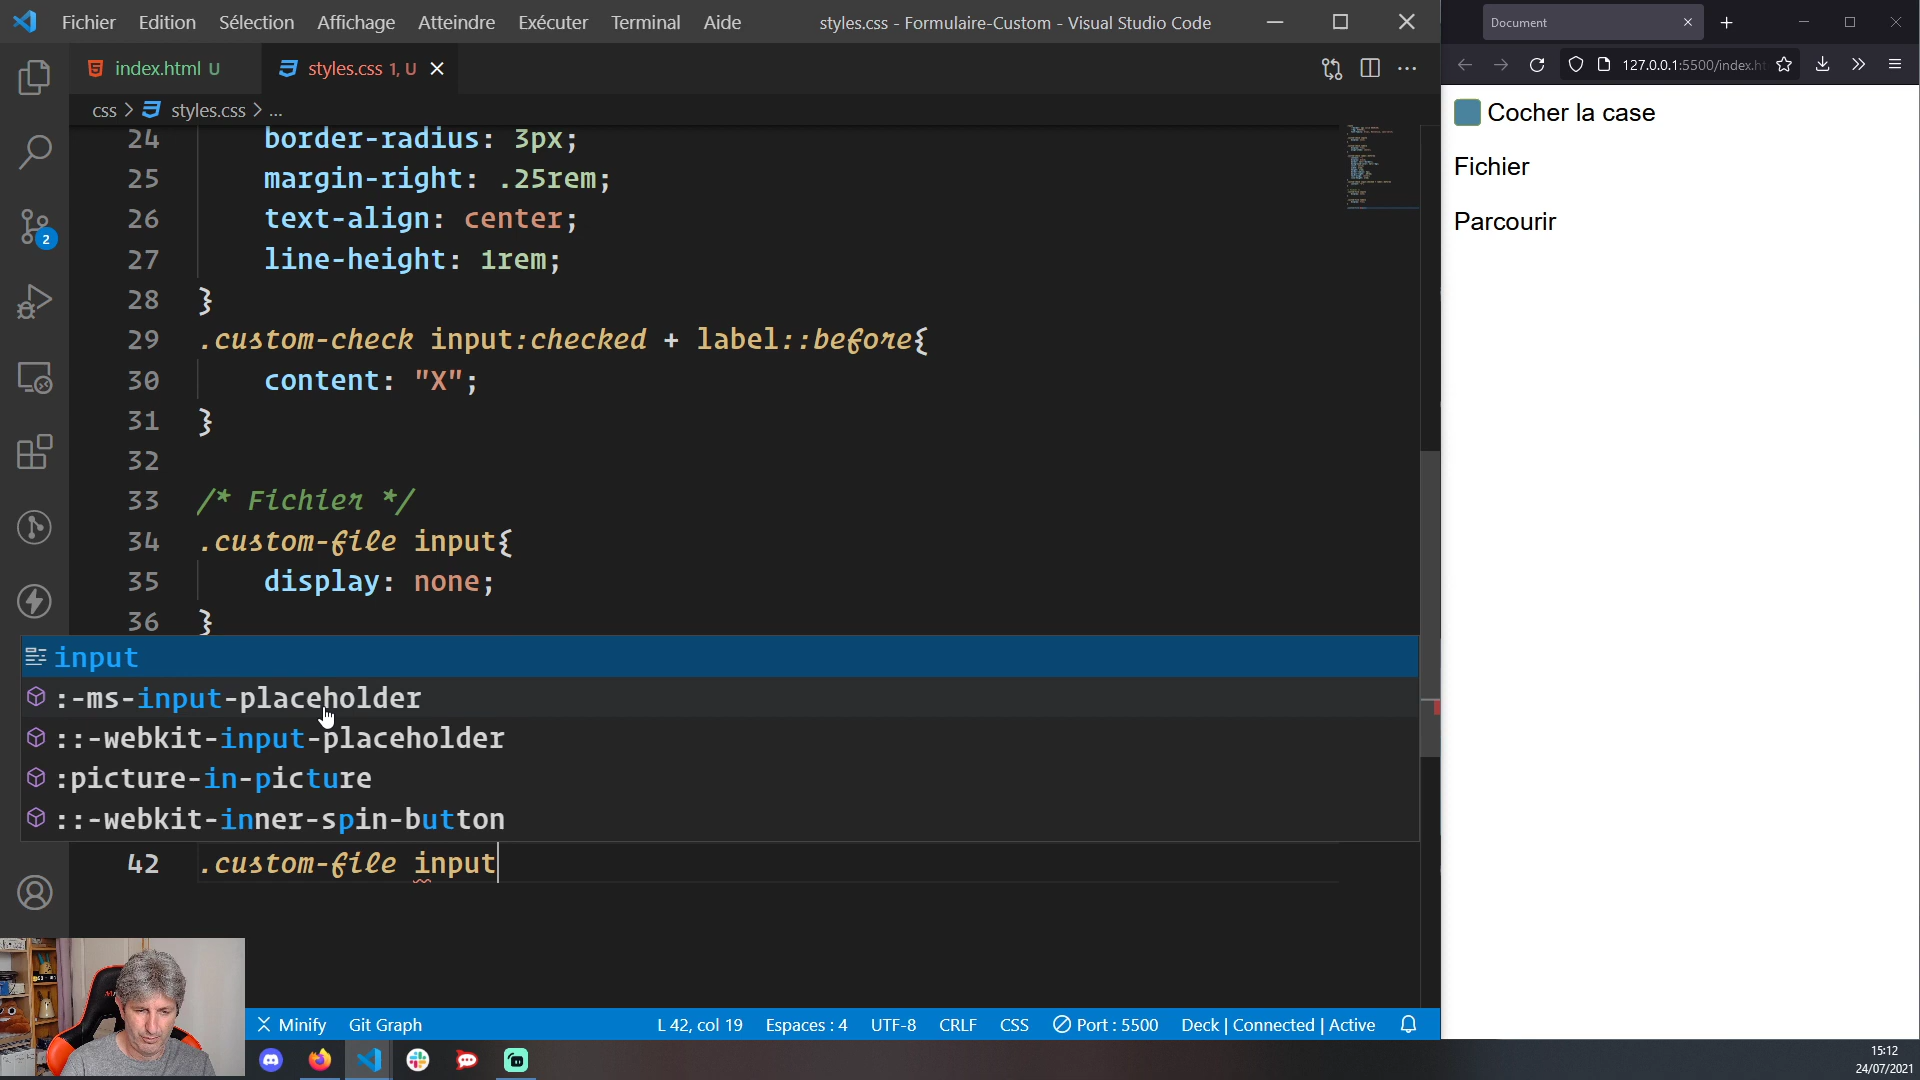 Fichier Edition Sélection Affichage Atteindre Exécuter Terminal Aide
styles.css - Formulaire-Custom - Visual Studio Code
Document
index.html U
styles.css 1, U
127.0.0.1:5500/index.ht
css > styles.css > ...
24 border-radius: 3px;
25 margin-right: .25rem;
26 text-align: center;
27 line-height: 1rem;
28 }
29 .custom-check input:checked + label::before{
30 content: "X";
31 }
32
33 /* Fichier */
34 .custom-file input{
35 display: none;
36 }
input
:-ms-input-placeholder
::-webkit-input-placeholder
:picture-in-picture
::-webkit-inner-spin-button
42 .custom-file input
2
Cocher la case
Fichier
Parcourir
Minify Git Graph L 42, col 19 Espaces : 4 UTF-8 CRLF CSS Port : 5500 Deck | Connected | Active
15:12
24/07/2021